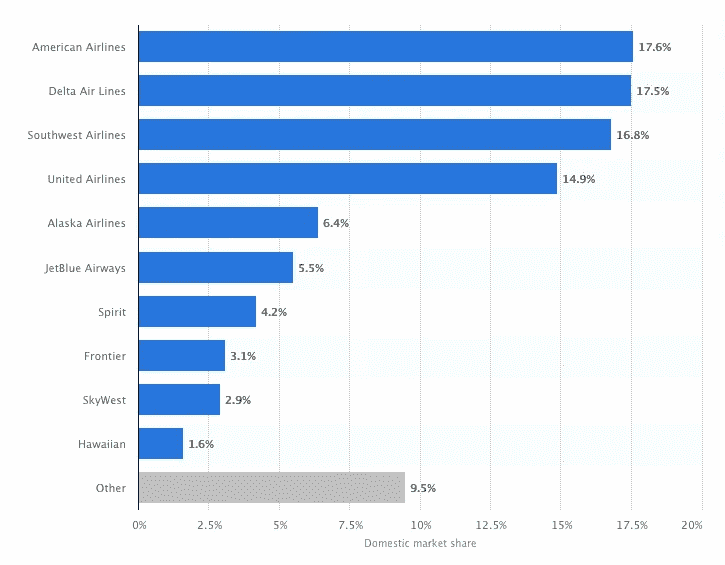 American Airlines 17.6%
Delta Air Lines 17.5%
Southwest Airlines 16.8%
United Airlines 14.9%
Alaska Airlines 6.4%
JetBlue Airways 5.5%
Spirit 4.2%
Frontier 3.1%
SkyWest 2.9%
Hawaiian 1.6%
Other 9.5%
0% 2.5% 5% 7.5% 10% 12.5% 15% 17.5% 20%
Domestic market share